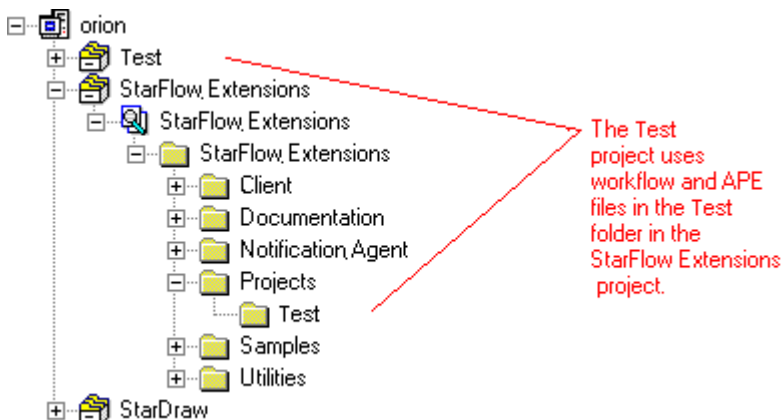 orion
Test
StarFlow Extensions
StarFlow Extensions
StarFlow Extensions
Client
Documentation
Notification Agent
Projects
Test
Samples
Utilities
StarDraw
The Test
project uses
workflow and APE
files in the Test
folder in the
StarFlow Extensions
project.